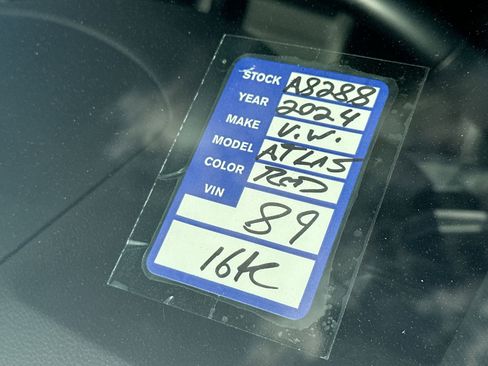 STOCK A8288
YEAR 2024
MAKE V.W.
MODEL ATLAS
COLOR RED
VIN
89
16K